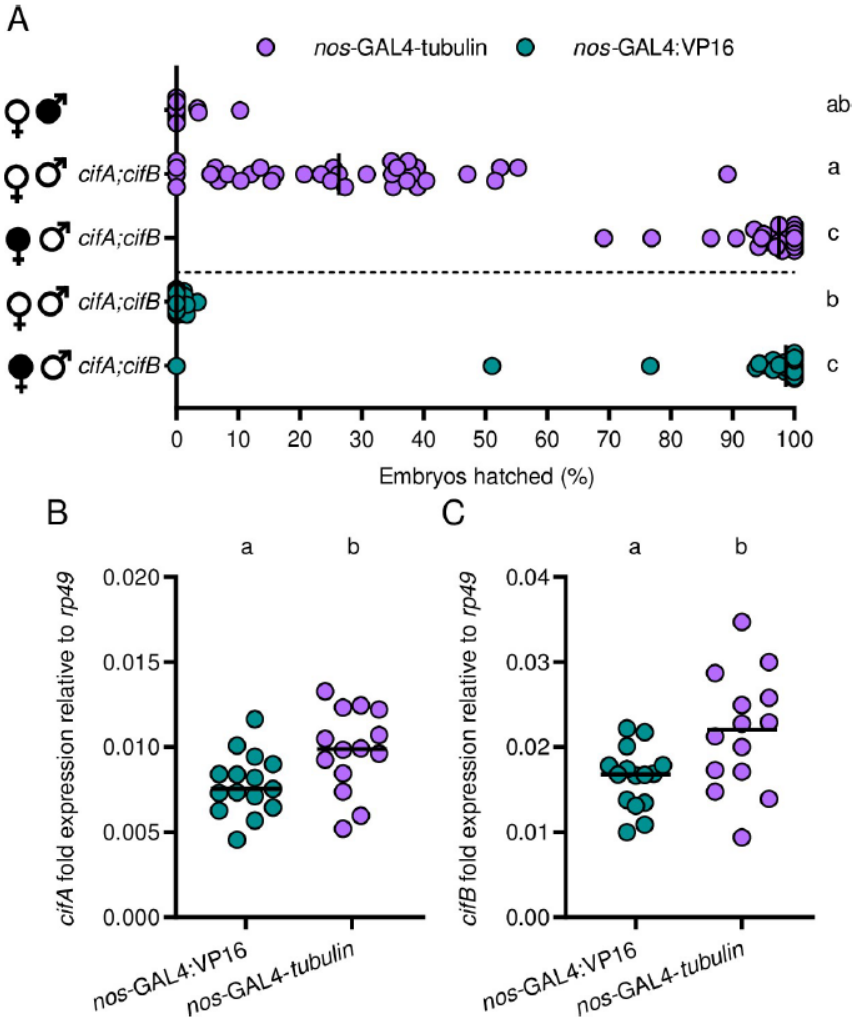 A
nos-GAL4-tubulin nos-GAL4:VP16
ab
cifA;cifB a
cifA;cifB c
cifA;cifB b
cifA;cifB c
0 10 20 30 40 50 60 70 80 90 100
Embryos hatched (%)
B
a b
cifA fold expression relative to rp49
0.020
0.015
0.010
0.005
0.000
nos-GAL4:VP16
nos-GAL4-tubulin
C
a b
cifB fold expression relative to rp49
0.04
0.03
0.02
0.01
0.00
nos-GAL4:VP16
nos-GAL4-tubulin